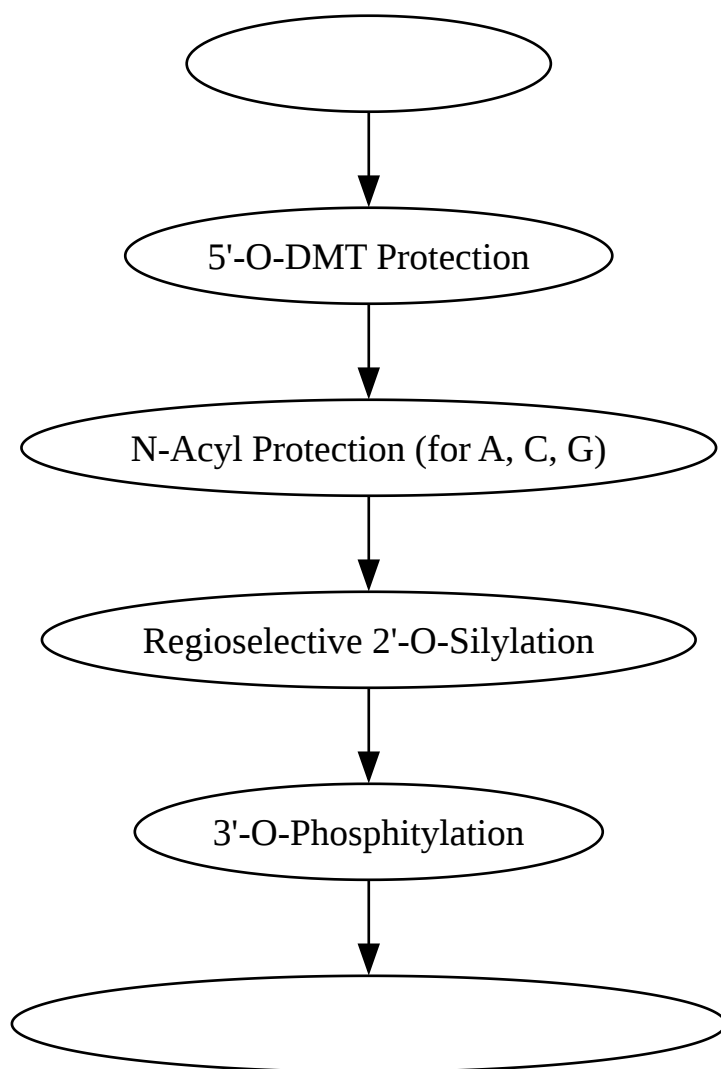 5'-O-DMT Protection
N-Acyl Protection (for A, C, G)
Regioselective 2'-O-Silylation
3'-O-Phosphitylation